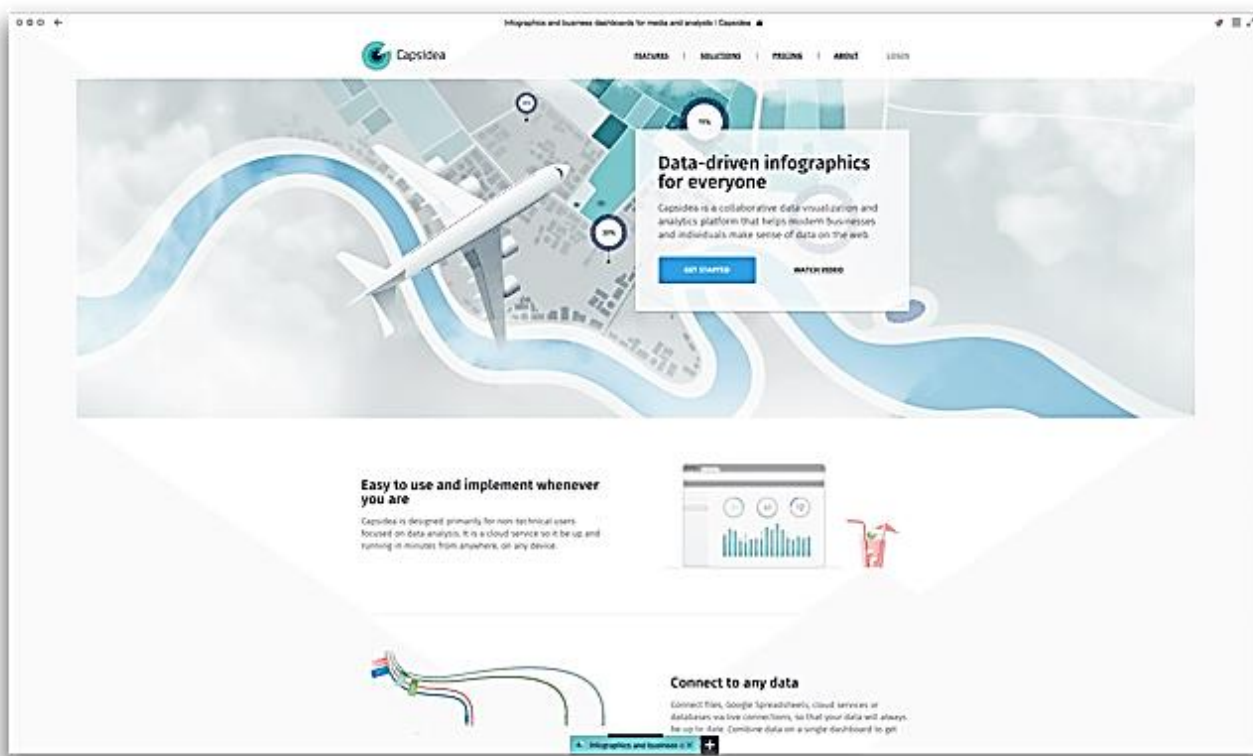 Infographics and business dashboards for media and analysts | Capsidea
Capsidea
FEATURES | SOLUTIONS | PRICING | ABOUT LOGIN
Data-driven infographics
for everyone
Capsidea is a collaborative data visualization and
analytics platform that helps modern businesses
and individuals make sense of data on the web
GET STARTED WATCH VIDEO
Easy to use and implement whenever
you are
Capsidea is designed primarily for non-technical users
focused on data analysis. It is a cloud service so it be up and
running in minutes from anywhere, on any device.
Connect to any data
Connect files, Google Spreadsheets, cloud services or
databases via live connections, so that your data will always
be up to date. Combine data on a single dashboard to get
Infographics and business